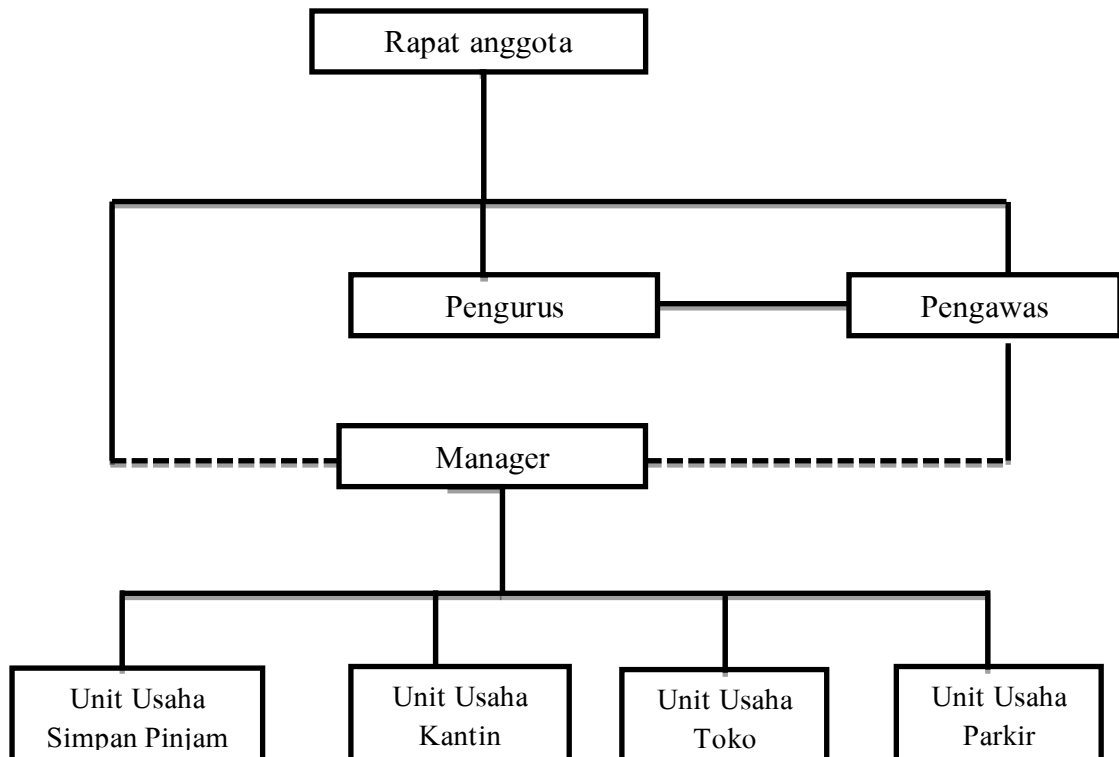 Rapat anggota
Pengurus
Pengawas
Manager
Unit Usaha
Simpan Pinjam
Unit Usaha
Kantin
Unit Usaha
Toko
Unit Usaha
Parkir